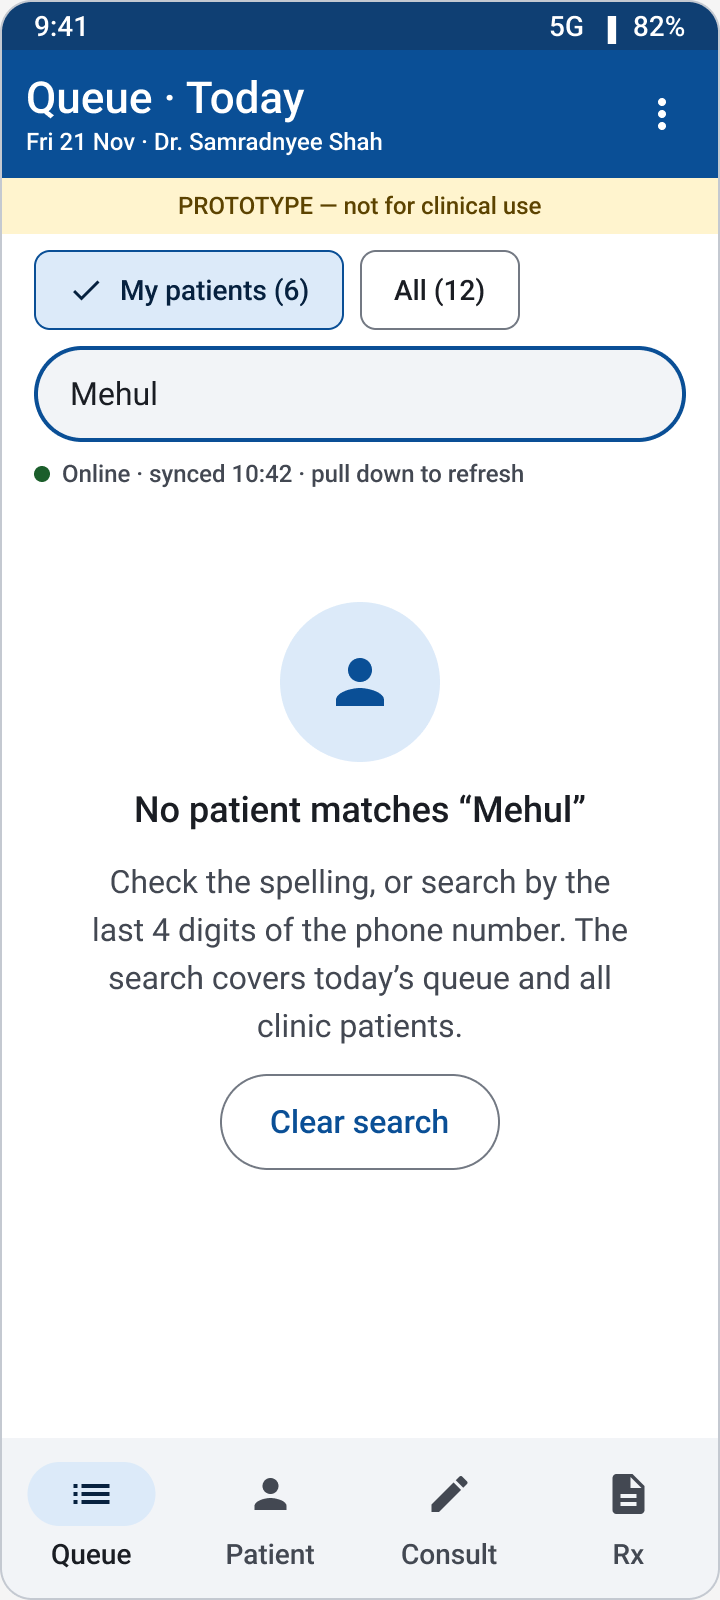 9:41
5G 82%
Queue · Today
Fri 21 Nov · Dr. Samradnyee Shah
PROTOTYPE — not for clinical use
My patients (6)
All (12)
Mehul
Online · synced 10:42 · pull down to refresh
No patient matches “Mehul”
Check the spelling, or search by the
last 4 digits of the phone number. The
search covers today’s queue and all
clinic patients.
Clear search
Queue
Patient
Consult
Rx